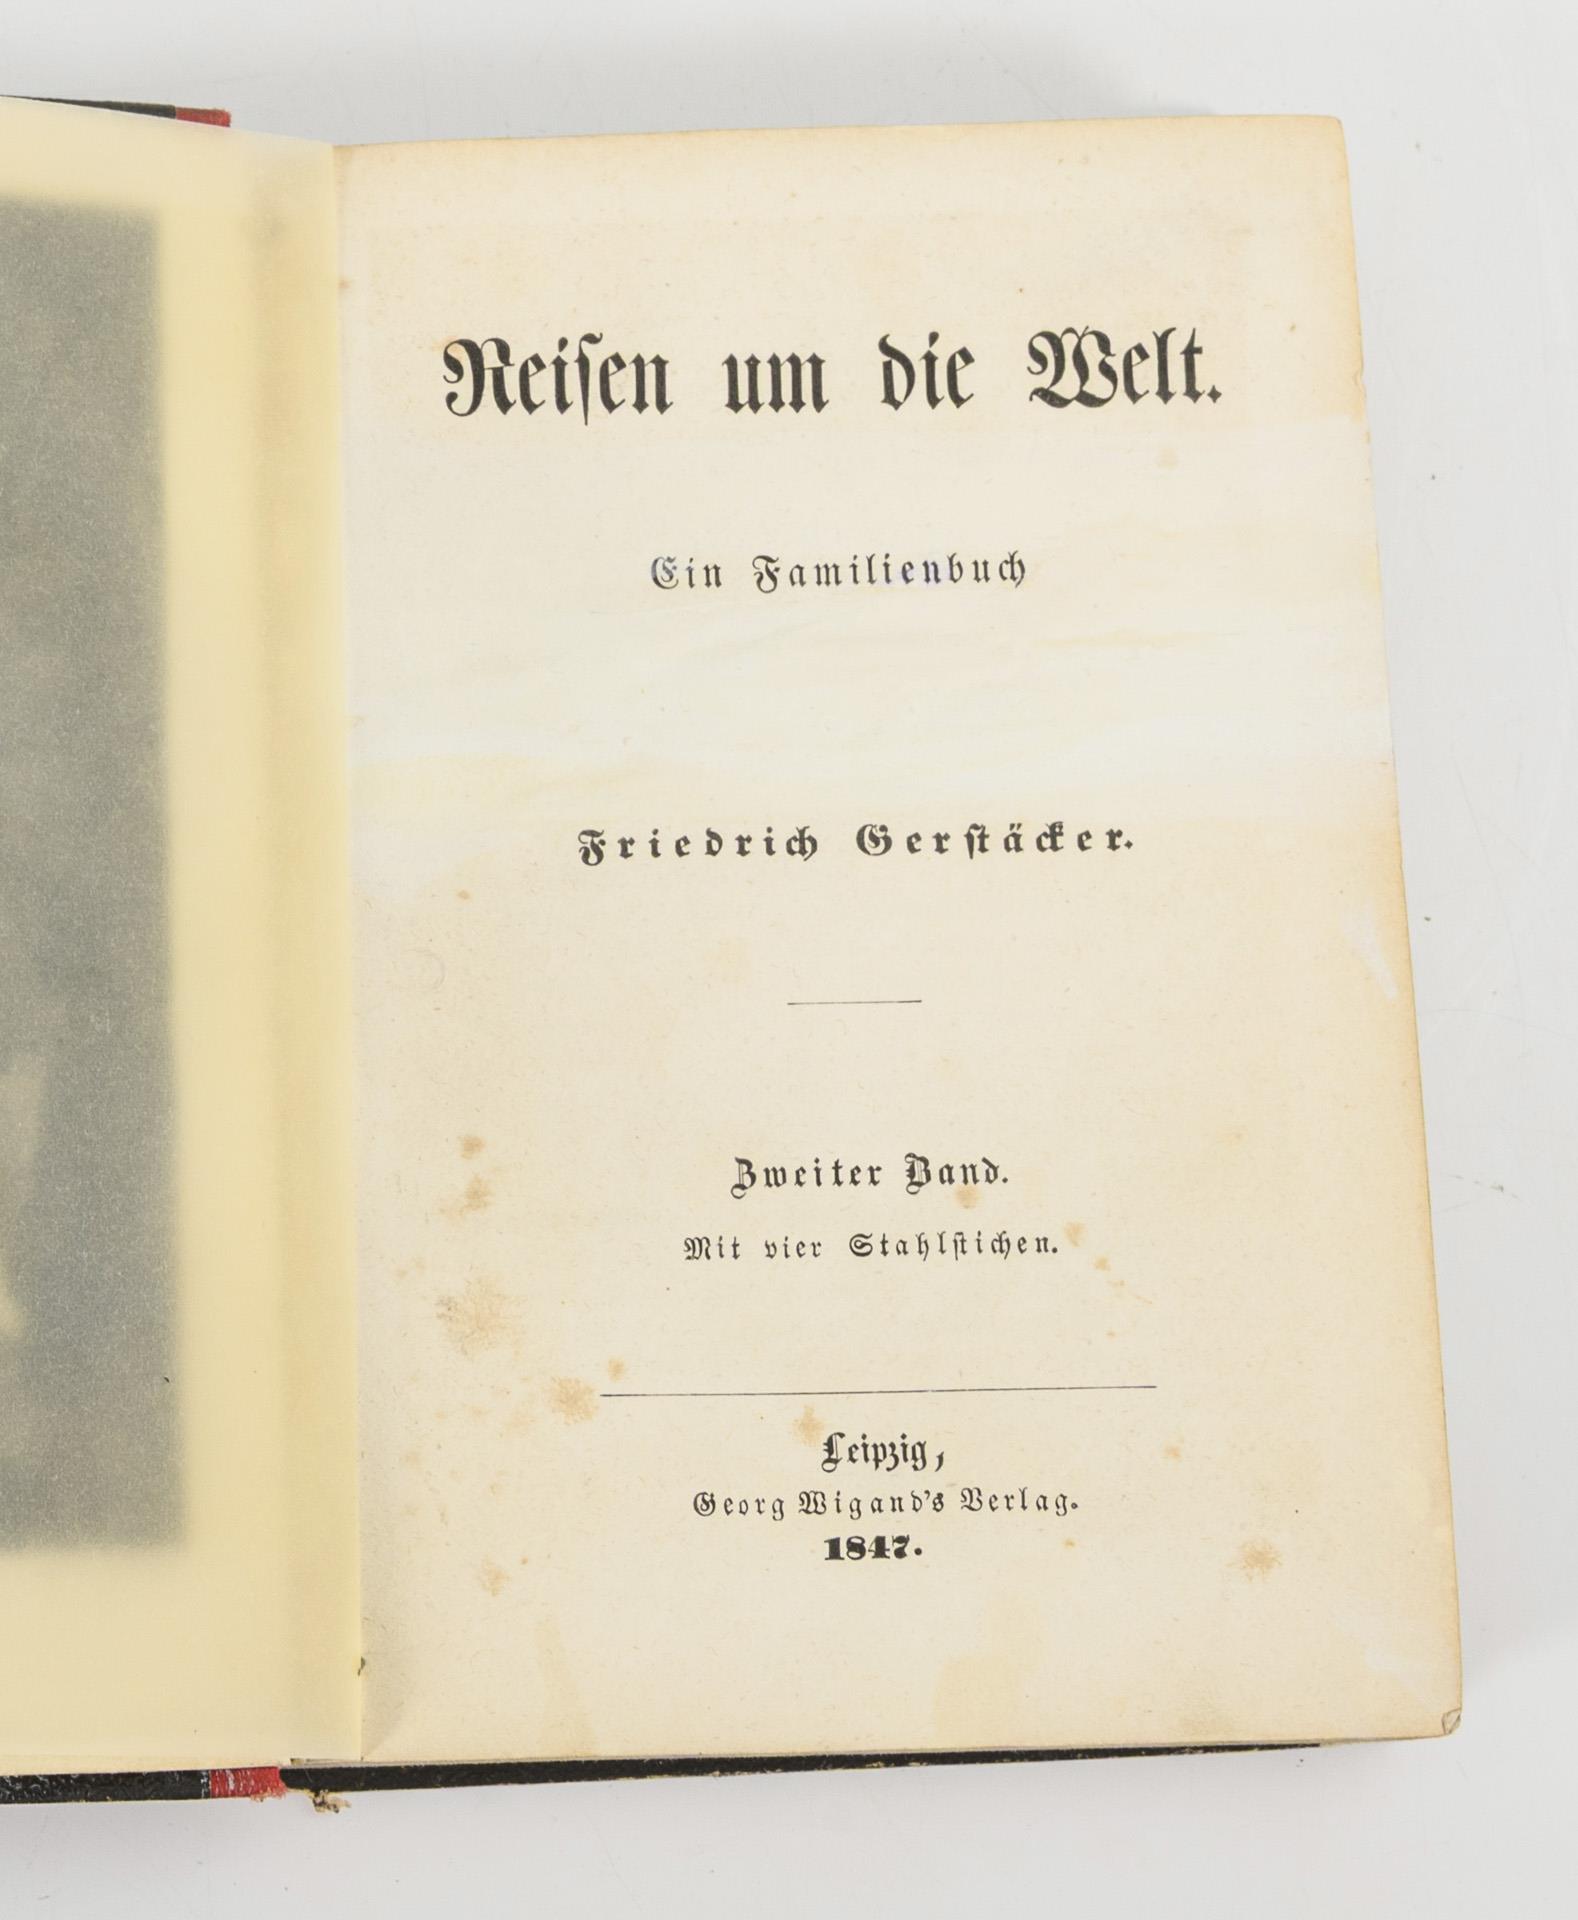 Reiſen um die Welt.
Ein Familienbuch
Friedrich Gerſtäcker.
Zweiter Band.
Mit vier Stahlſtichen.
Leipzig,
Georg Wigand's Verlag.
1847.